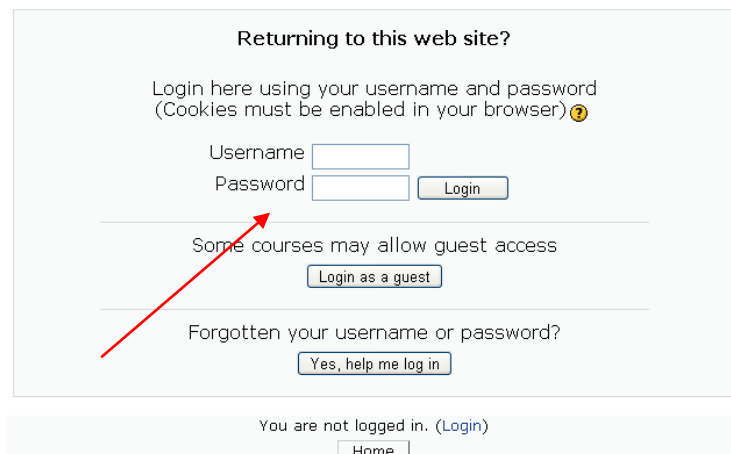 Returning to this web site?
Login here using your username and password
(Cookies must be enabled in your browser) ?
Username
Password
Login
Some courses may allow guest access
Login as a guest
Forgotten your username or password?
Yes, help me log in
You are not logged in. (Login)
Home